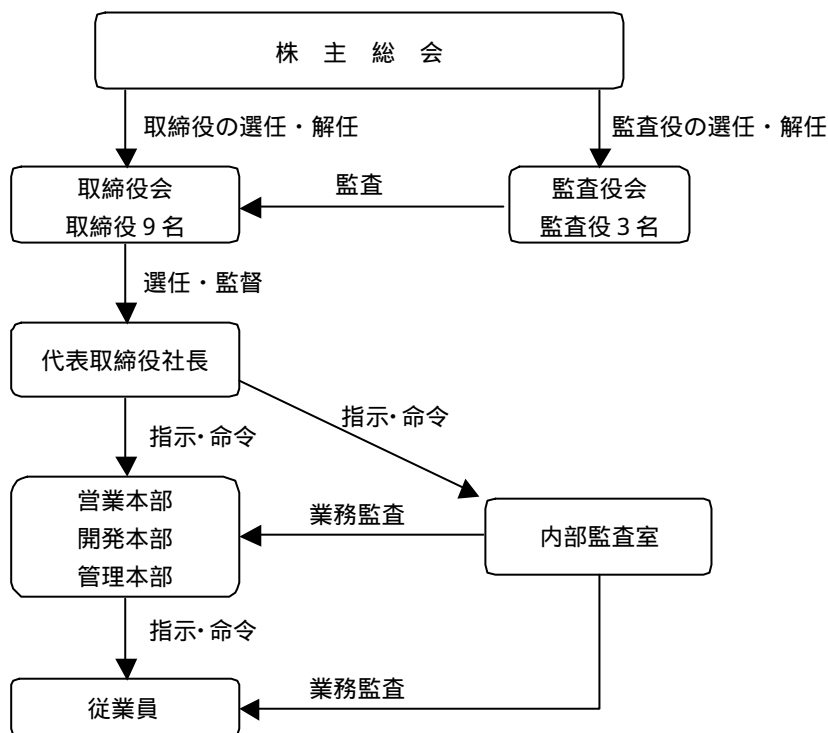 株 主 総 会
取締役の選任・解任
監査役の選任・解任
取締役会
取締役9名
監査
監査役会
監査役3名
選任・監督
代表取締役社長
指示・命令
指示・命令
営業本部
開発本部
管理本部
業務監査
内部監査室
指示・命令
従業員
業務監査